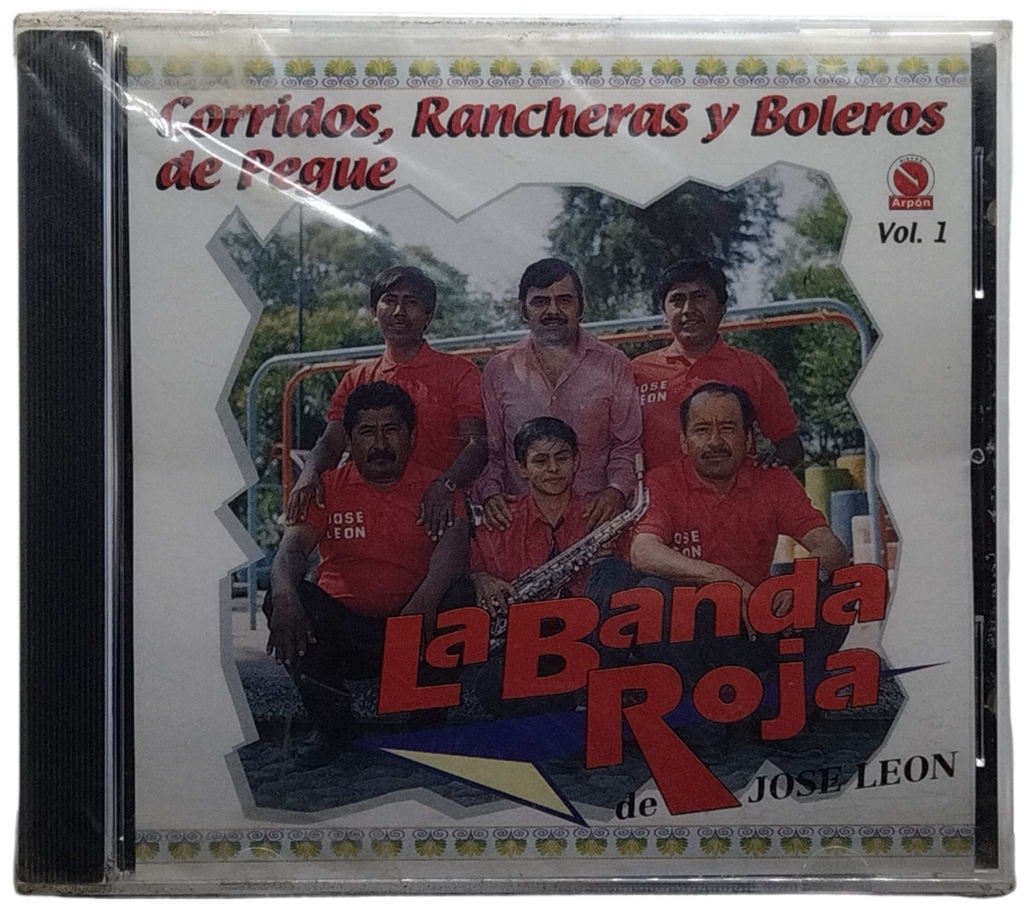 Corridos, Rancheras y Boleros
de Pegue
DISCOS
Arpón
Vol. 1
JOSE
LEON
JOSE
LEON
JOSE
LEON
La Banda
Roja
de JOSE LEON